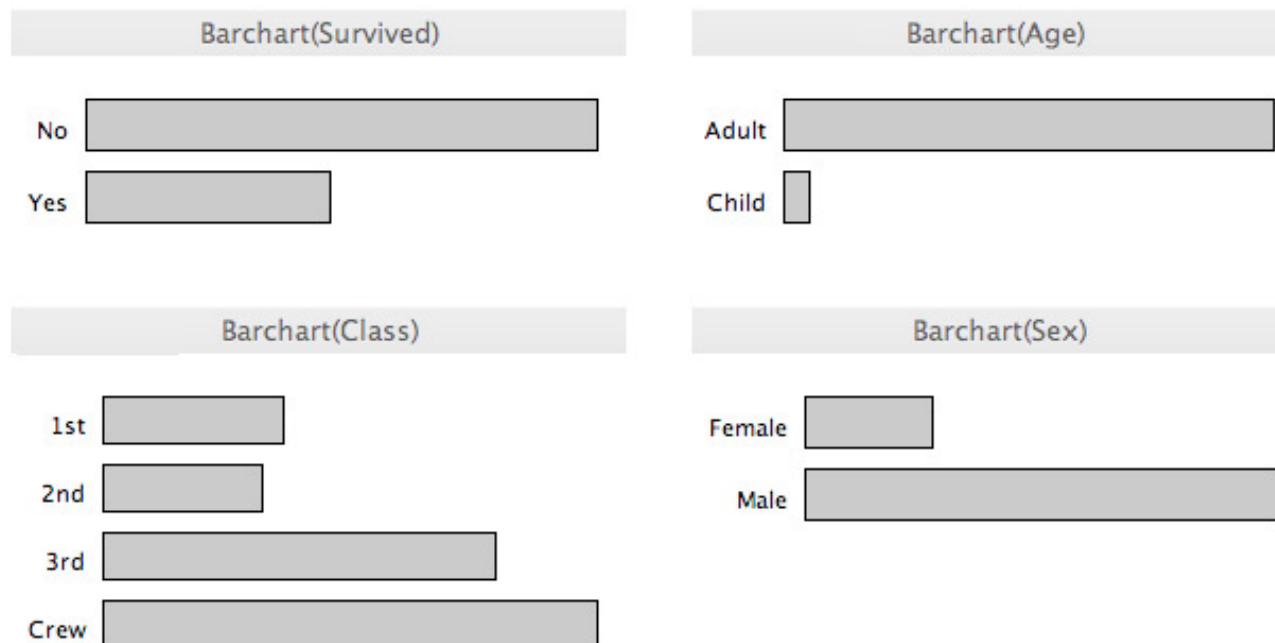 Barchart(Survived)
No
Yes
Barchart(Age)
Adult
Child
Barchart(Class)
1st
2nd
3rd
Crew
Barchart(Sex)
Female
Male